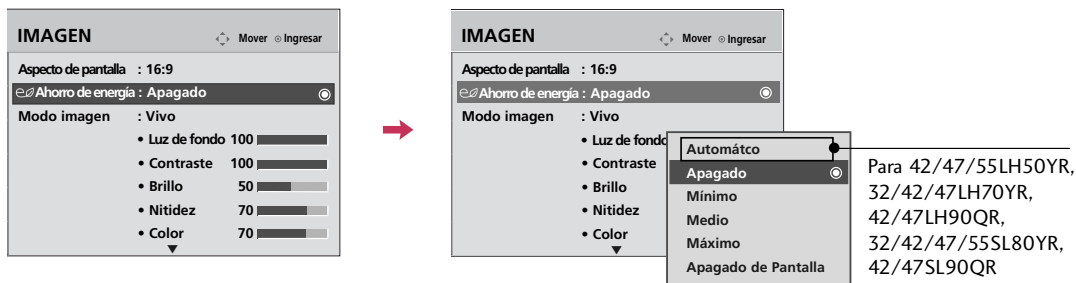 IMAGEN
Mover Ingresar
Aspecto de pantalla : 16:9
Ahorro de energía : Apagado
Modo imagen : Vivo
• Luz de fondo 100
• Contraste 100
• Brillo 50
• Nitidez 70
• Color 70
IMAGEN
Mover Ingresar
Aspecto de pantalla : 16:9
Ahorro de energía : Apagado
Modo imagen : Vivo
• Luz de fondo
• Contraste
• Brillo
• Nitidez
• Color
Automátco
Apagado
Mínimo
Medio
Máximo
Apagado de Pantalla
Para 42/47/55LH50YR,
32/42/47LH70YR,
42/47LH90QR,
32/42/47/55SL80YR,
42/47SL90QR